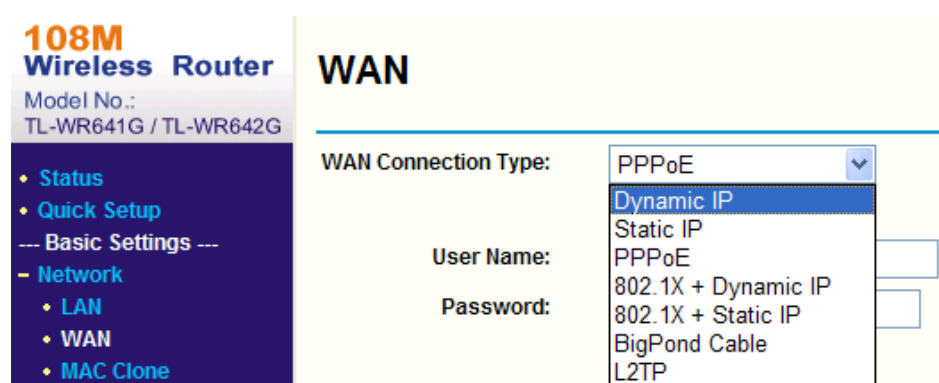 108M
Wireless Router
Model No.:
TL-WR641G / TL-WR642G
• Status
• Quick Setup
--- Basic Settings ---
– Network
• LAN
• WAN
• MAC Clone
WAN
WAN Connection Type:
PPPoE
Dynamic IP
Static IP
PPPoE
802.1X + Dynamic IP
802.1X + Static IP
BigPond Cable
L2TP
User Name:
Password: